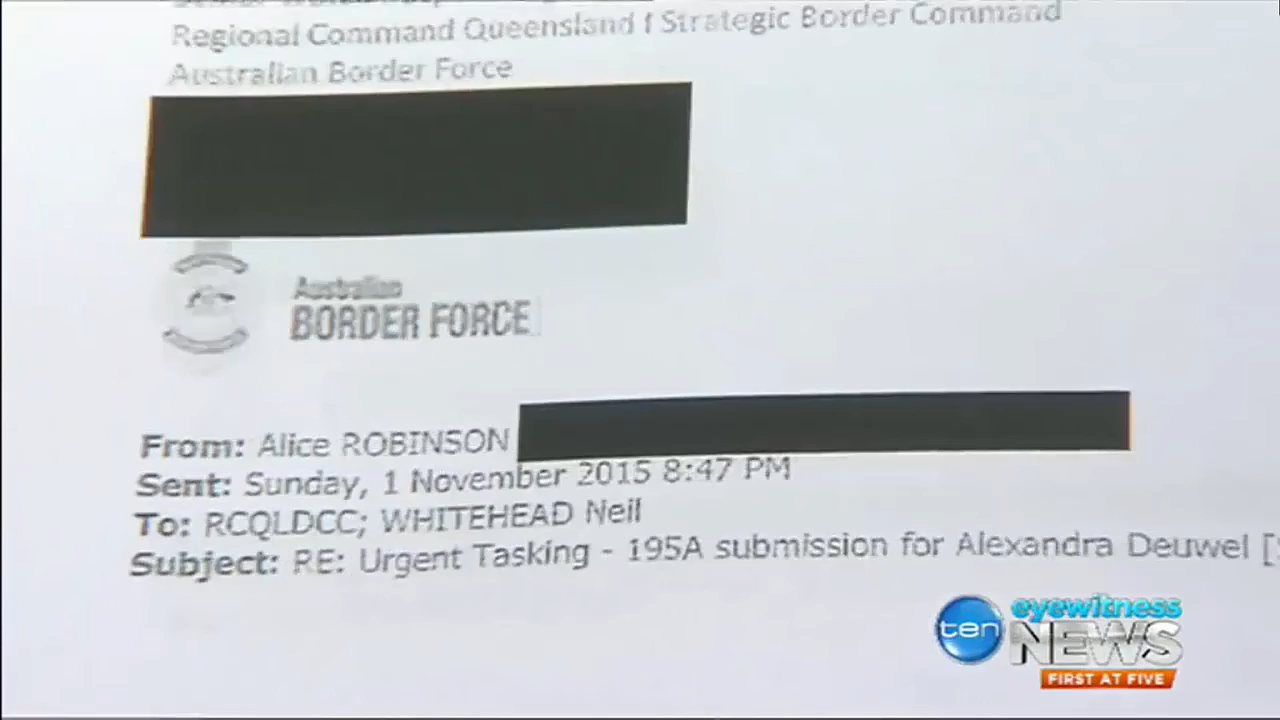 Regional Command Queensland I Strategic Border Command
Australian Border Force
Australian
BORDER FORCE
From: Alice ROBINSON
Sent: Sunday, 1 November 2015 8:47 PM
To: RCQLDCC; WHITEHEAD Neil
Subject: RE: Urgent Tasking - 195A submission for Alexandra Deuwel [
ten
eyewitness
NEWS
FIRST AT FIVE